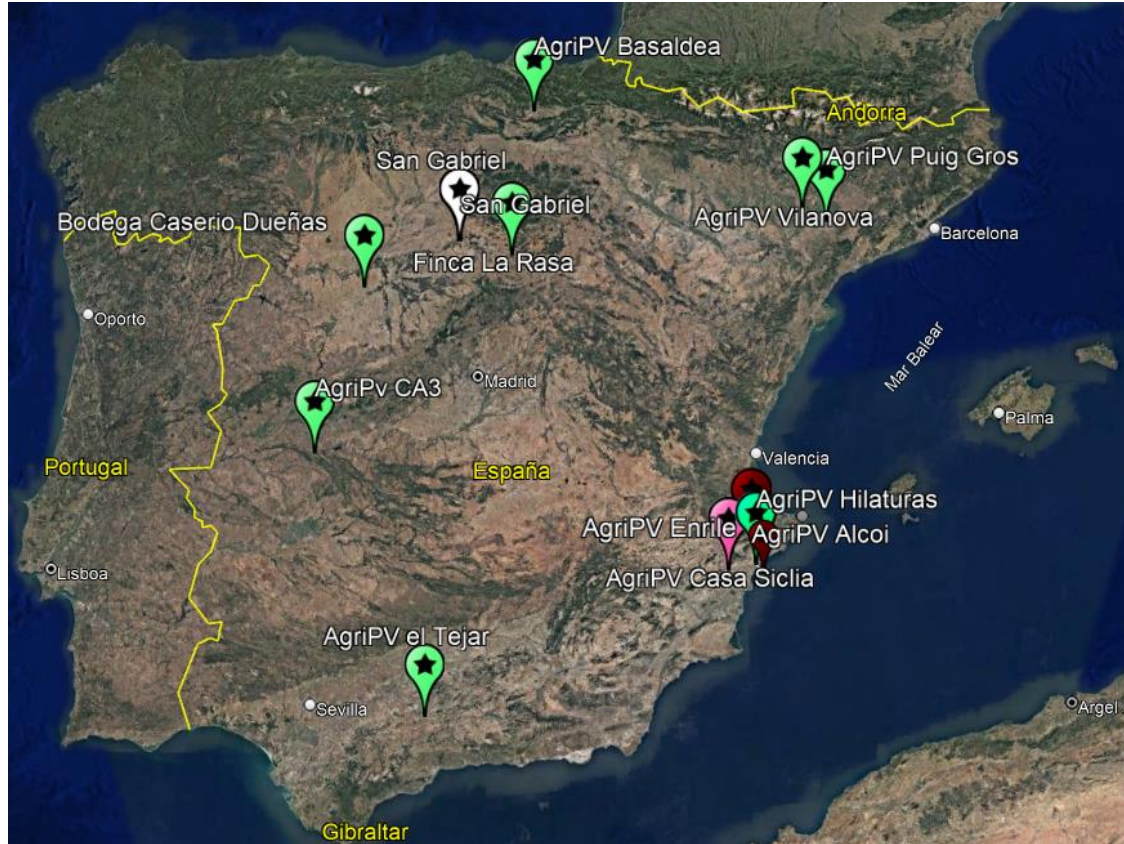 AgriPV Basaldea
Andorra
San Gabriel
AgriPV Puig Gros
San Gabriel
Bodega Caserio Dueñas
AgriPV Vilanova
Barcelona
Finca La Rasa
Oporto
Mar Balear
AgriPv CA3
Madrid
Palma
Portugal
España
Valencia
AgriPV Hilaturas
AgriPV Enrile
AgriPV Alcoi
Lisboa
AgriPV Casa Siclia
AgriPV el Tejar
Sevilla
Argel
Gibraltar